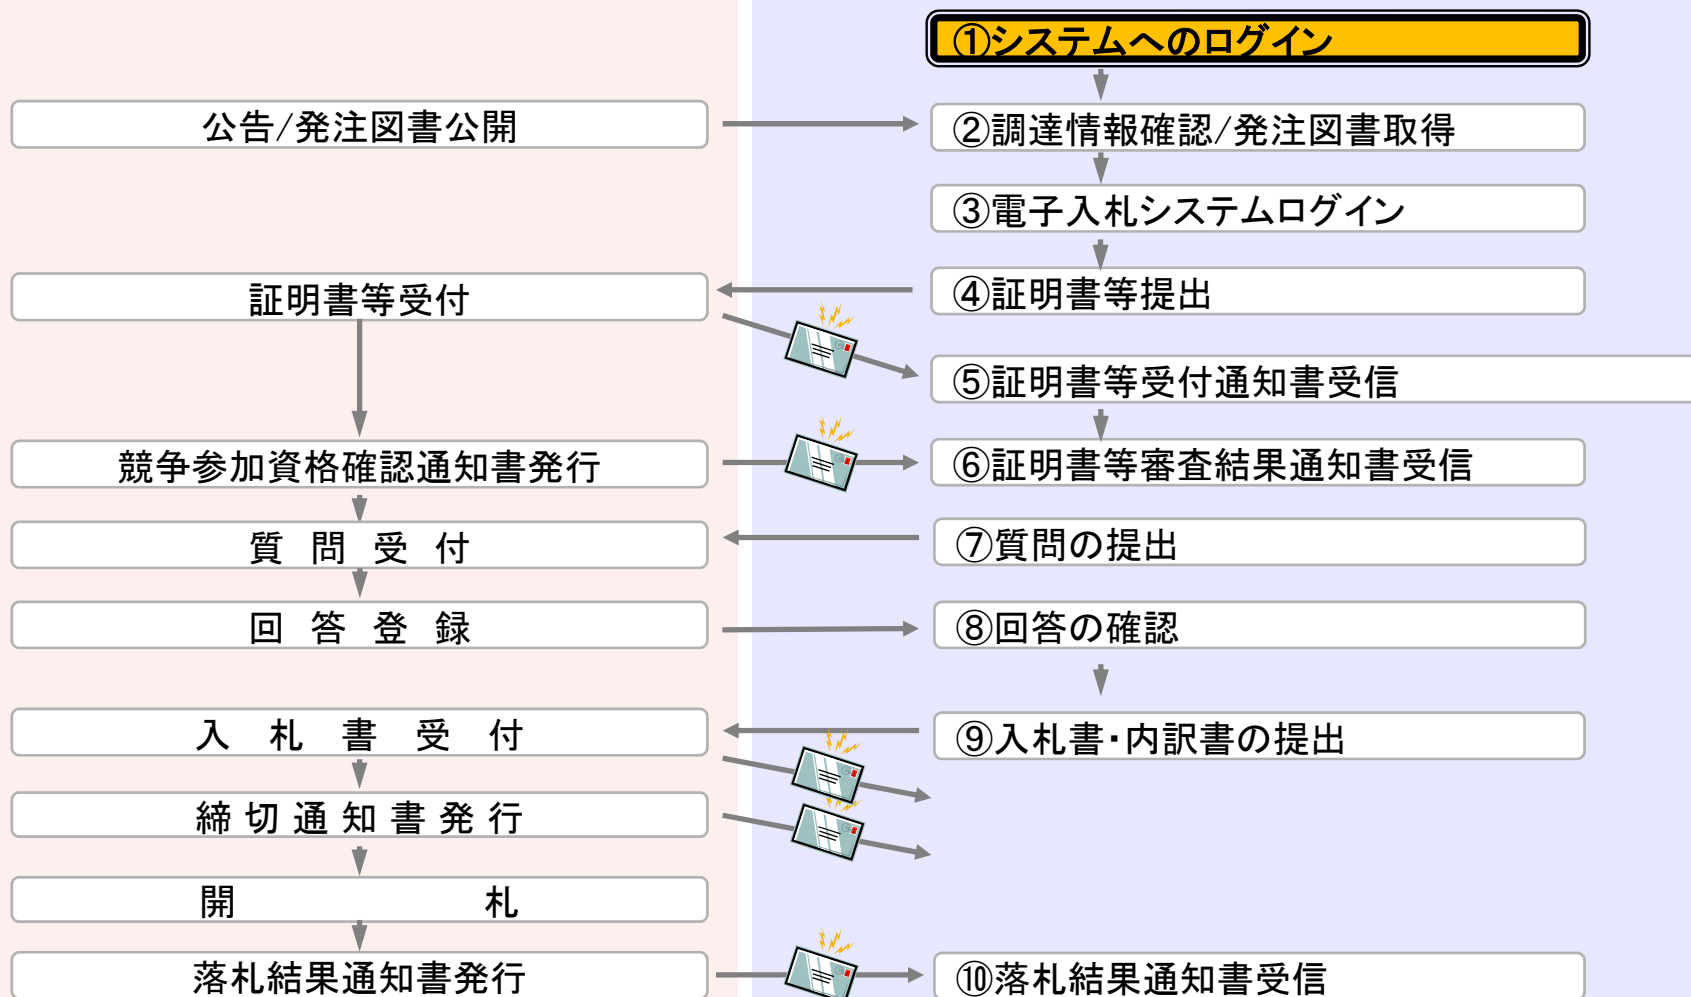 ①システムへのログイン
公告/発注図書公開
②調達情報確認/発注図書取得
③電子入札システムログイン
証明書等受付
④証明書等提出
⑤証明書等受付通知書受信
競争参加資格確認通知書発行
⑥証明書等審査結果通知書受信
質問受付
⑦質問の提出
回答登録
⑧回答の確認
入札書受付
⑨入札書・内訳書の提出
締切通知書発行
開札
落札結果通知書発行
⑩落札結果通知書受信